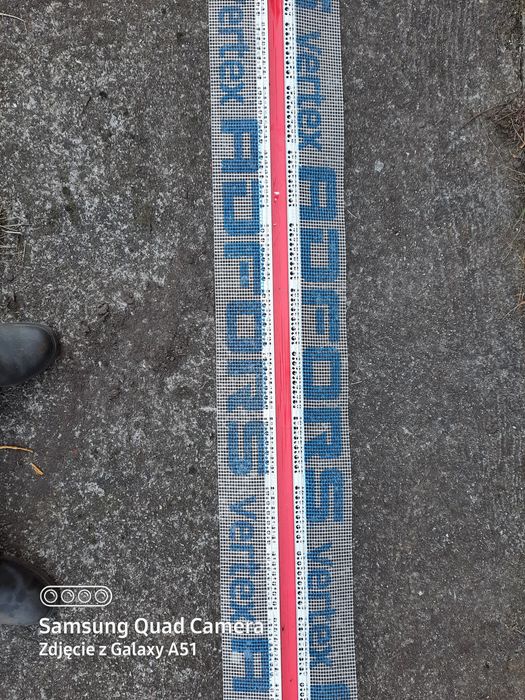 vertex ADFORS vertex A
vertex ADFORS vertex
Samsung Quad Camera
Zdjęcie z Galaxy A51